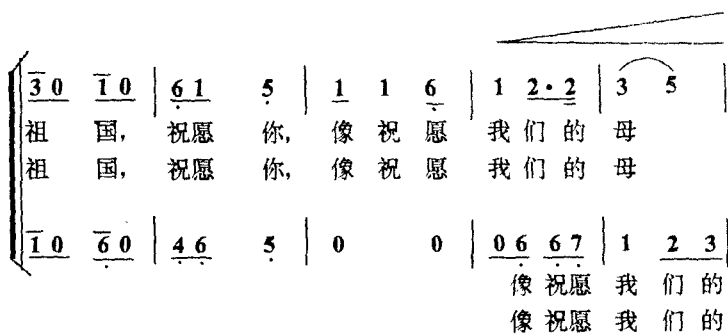 3 0 1 0 | 6 1 5 | 1 1 6 | 1 2·2 | 3 5
祖 国, 祝愿 你, 像 祝 愿 我 们 的 母
祖 国, 祝愿 你, 像 祝 愿 我 们 的 母
1 0 6 0 | 4 6 5 | 0 0 | 0 6 6 7 | 1 2 3
像 祝愿 我 们 的
像 祝愿 我 们 的